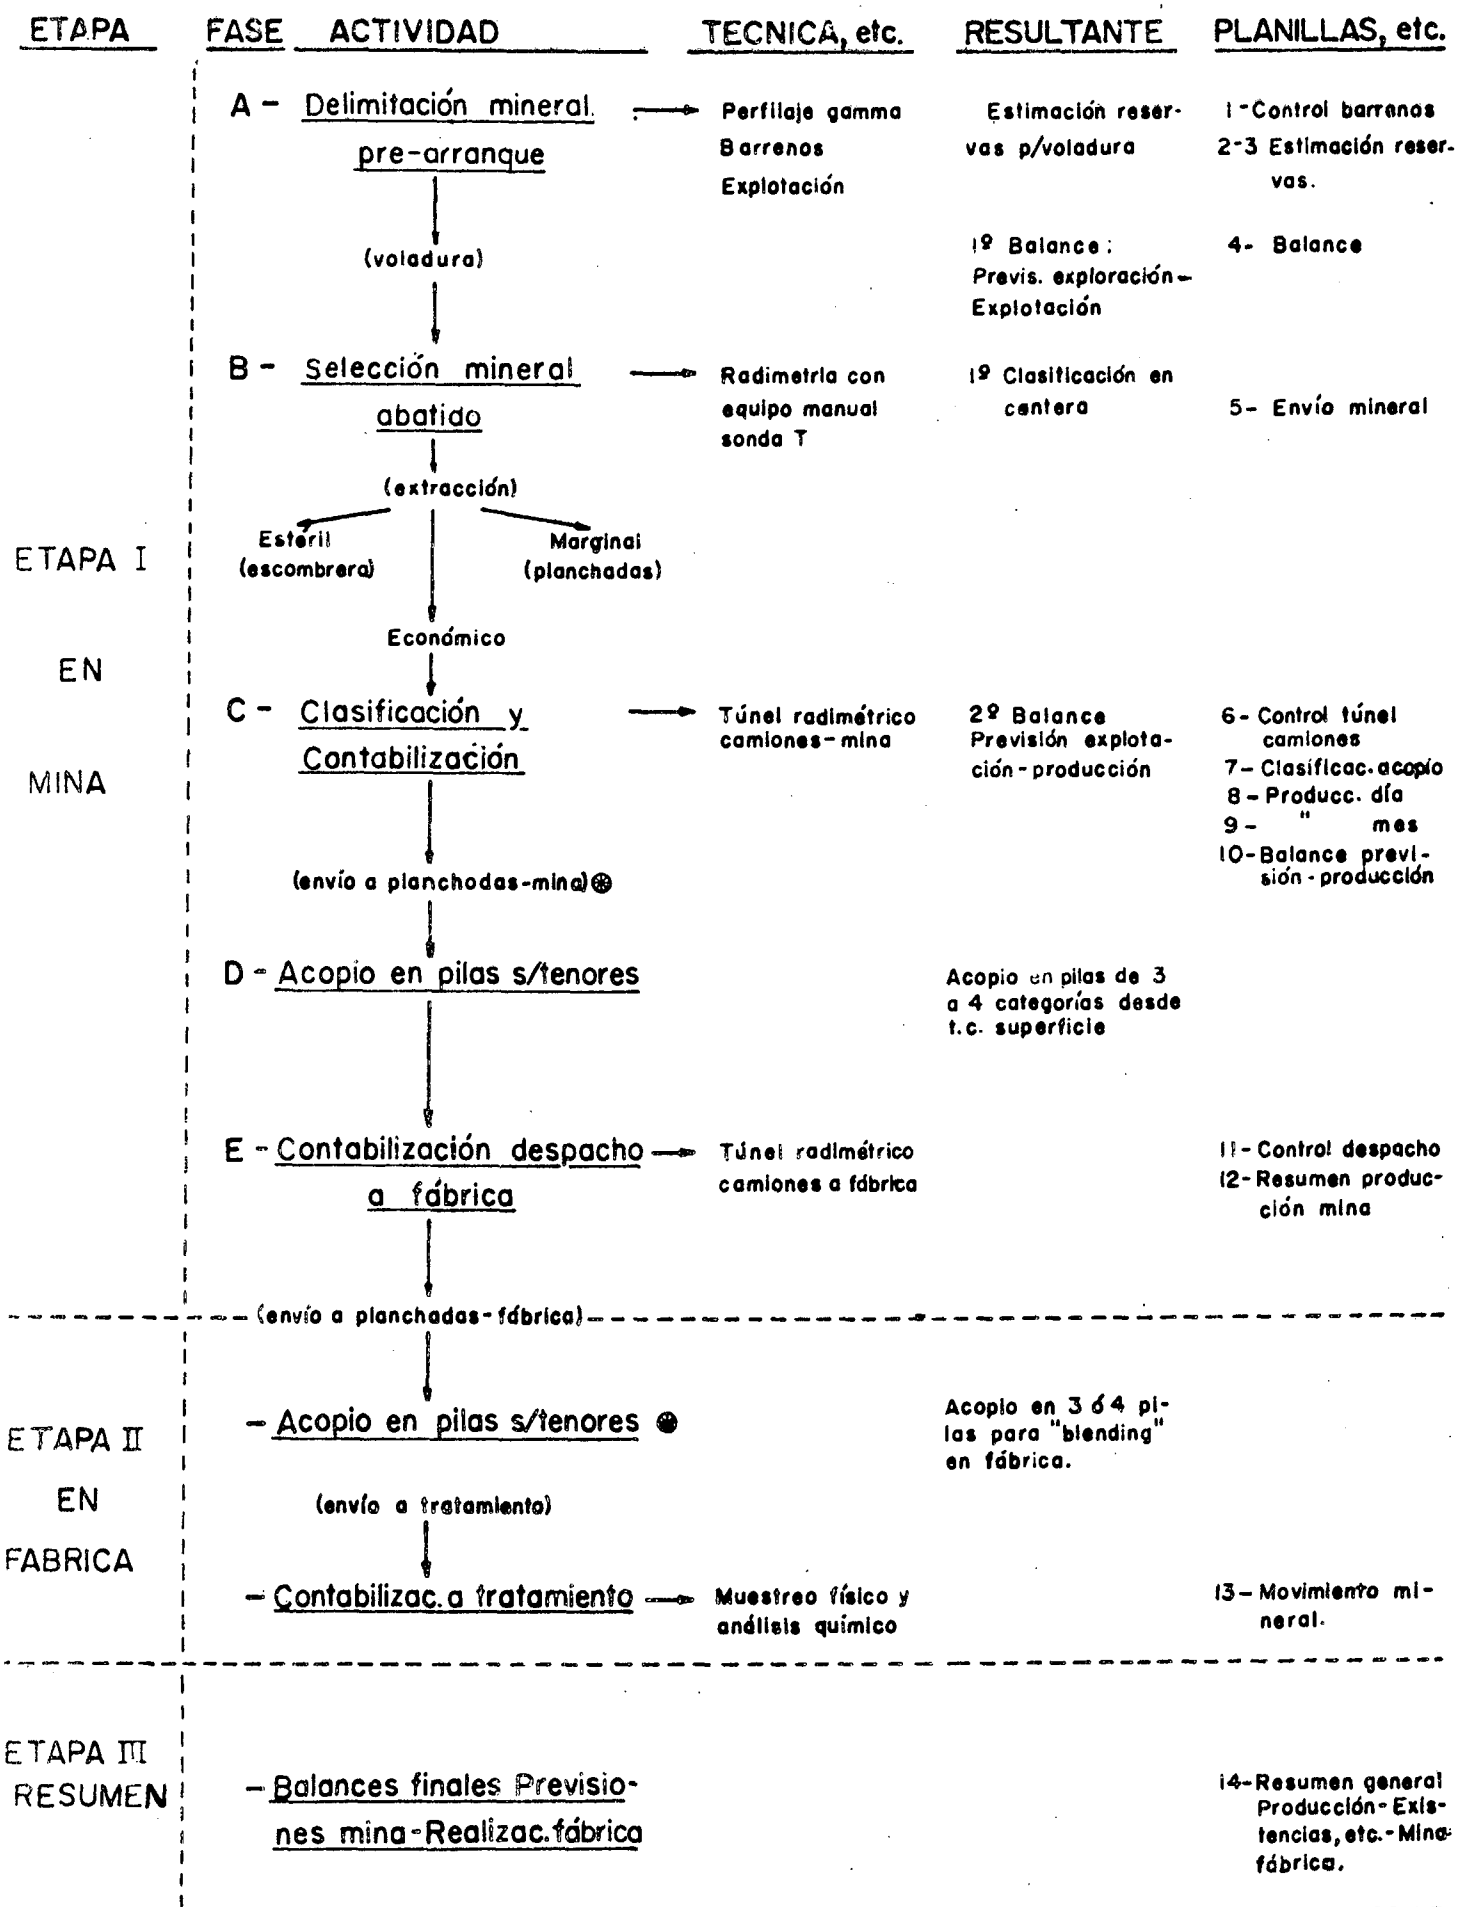 ETAPA FASE ACTIVIDAD TECNICA, etc. RESULTANTE PLANILLAS, etc.
A - Delimitación mineral.
pre-arranque
Perfilaje gamma
Barrenos
Explotación
Estimación reser-
vas p/voladura
1-Control barrenos
2-3 Estimación reser-
vas.
(voladura)
1º Balance:
Previs. exploración-
Explotación
4- Balance
B - Selección mineral
abatido
Radimetría con
equipo manual
sonda T
1º Clasificación en
cantera
5- Envío mineral
(extracción)
Estéril
(escombrera)
Marginal
(planchadas)
Económico
ETAPA I
EN
MINA
C - Clasificación y
Contabilización
Túnel radimétrico
camiones-mina
2º Balance
Previsión explota-
ción-producción
6- Control túnel
camiones
7- Clasificac. acopio
8- Producc. día
9- " mes
10-Balance previ-
sión-producción
(envío a planchadas-mina)⊛
D - Acopio en pilas s/tenores
Acopio en pilas de 3
a 4 categorías desde
t.c. superficie
E - Contabilización despacho
a fábrica
Túnel radimétrico
camiones a fábrica
11- Control despacho
12- Resumen produc-
ción mina
(envío a planchadas-fábrica)
ETAPA II
EN
FABRICA
- Acopio en pilas s/tenores ⊛
Acopio en 3 ó 4 pi-
las para "blending"
en fábrica.
(envío a tratamiento)
- Contabilizac. a tratamiento
Muestreo físico y
análisis químico
13- Movimiento mi-
neral.
ETAPA III
RESUMEN
- Balances finales Previsio-
nes mina-Realizac. fábrica
14-Resumen general
Producción-Exis-
tencias, etc.-Mina-
fábrica.